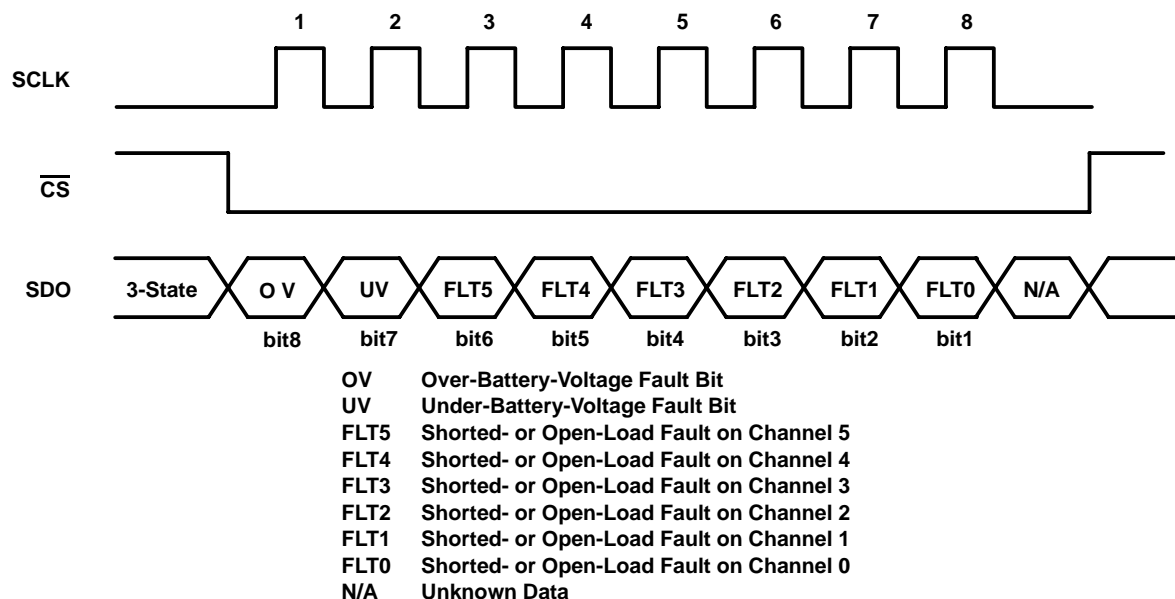 1 2 3 4 5 6 7 8
SCLK
CS
SDO 3-State O V UV FLT5 FLT4 FLT3 FLT2 FLT1 FLT0 N/A
bit8 bit7 bit6 bit5 bit4 bit3 bit2 bit1
OV Over-Battery-Voltage Fault Bit
UV Under-Battery-Voltage Fault Bit
FLT5 Shorted- or Open-Load Fault on Channel 5
FLT4 Shorted- or Open-Load Fault on Channel 4
FLT3 Shorted- or Open-Load Fault on Channel 3
FLT2 Shorted- or Open-Load Fault on Channel 2
FLT1 Shorted- or Open-Load Fault on Channel 1
FLT0 Shorted- or Open-Load Fault on Channel 0
N/A Unknown Data